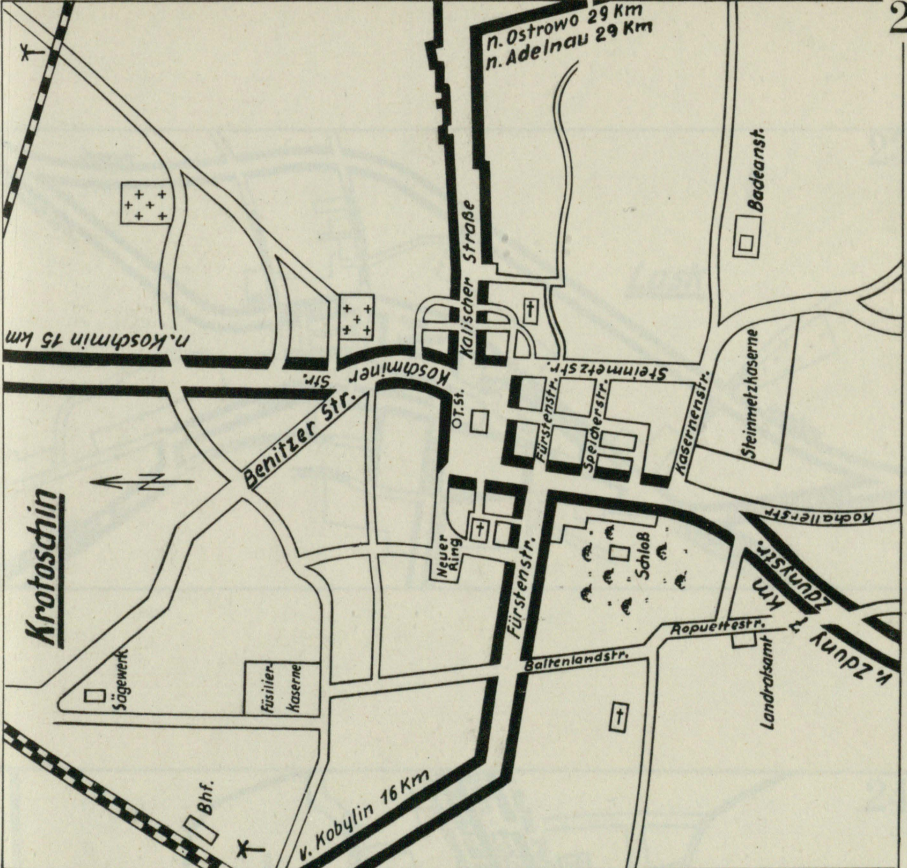 2
n. Ostrowo 29 Km
n. Adelnau 29 Km
Badeanst.
Kalischer Straße
n. Koschmin 15 km
Koschminer
Str.
Steinmetzstr.
Steinmetzkaserne
Benitzer Str.
O T. St.
Fürstenstr.
Speicherstr.
Kasernenstr.
N
Krotoschin
Kochallerstr.
Neuer
Ring
Schloß
Fürstenstr.
Zdunystr.
v. Zduny 7 Km
Ropuettestr.
Baltenlandstr.
Landratsamt
Sägewerk
Füsilier-
Kaserne
Bhf.
v. Kobylin 16 Km